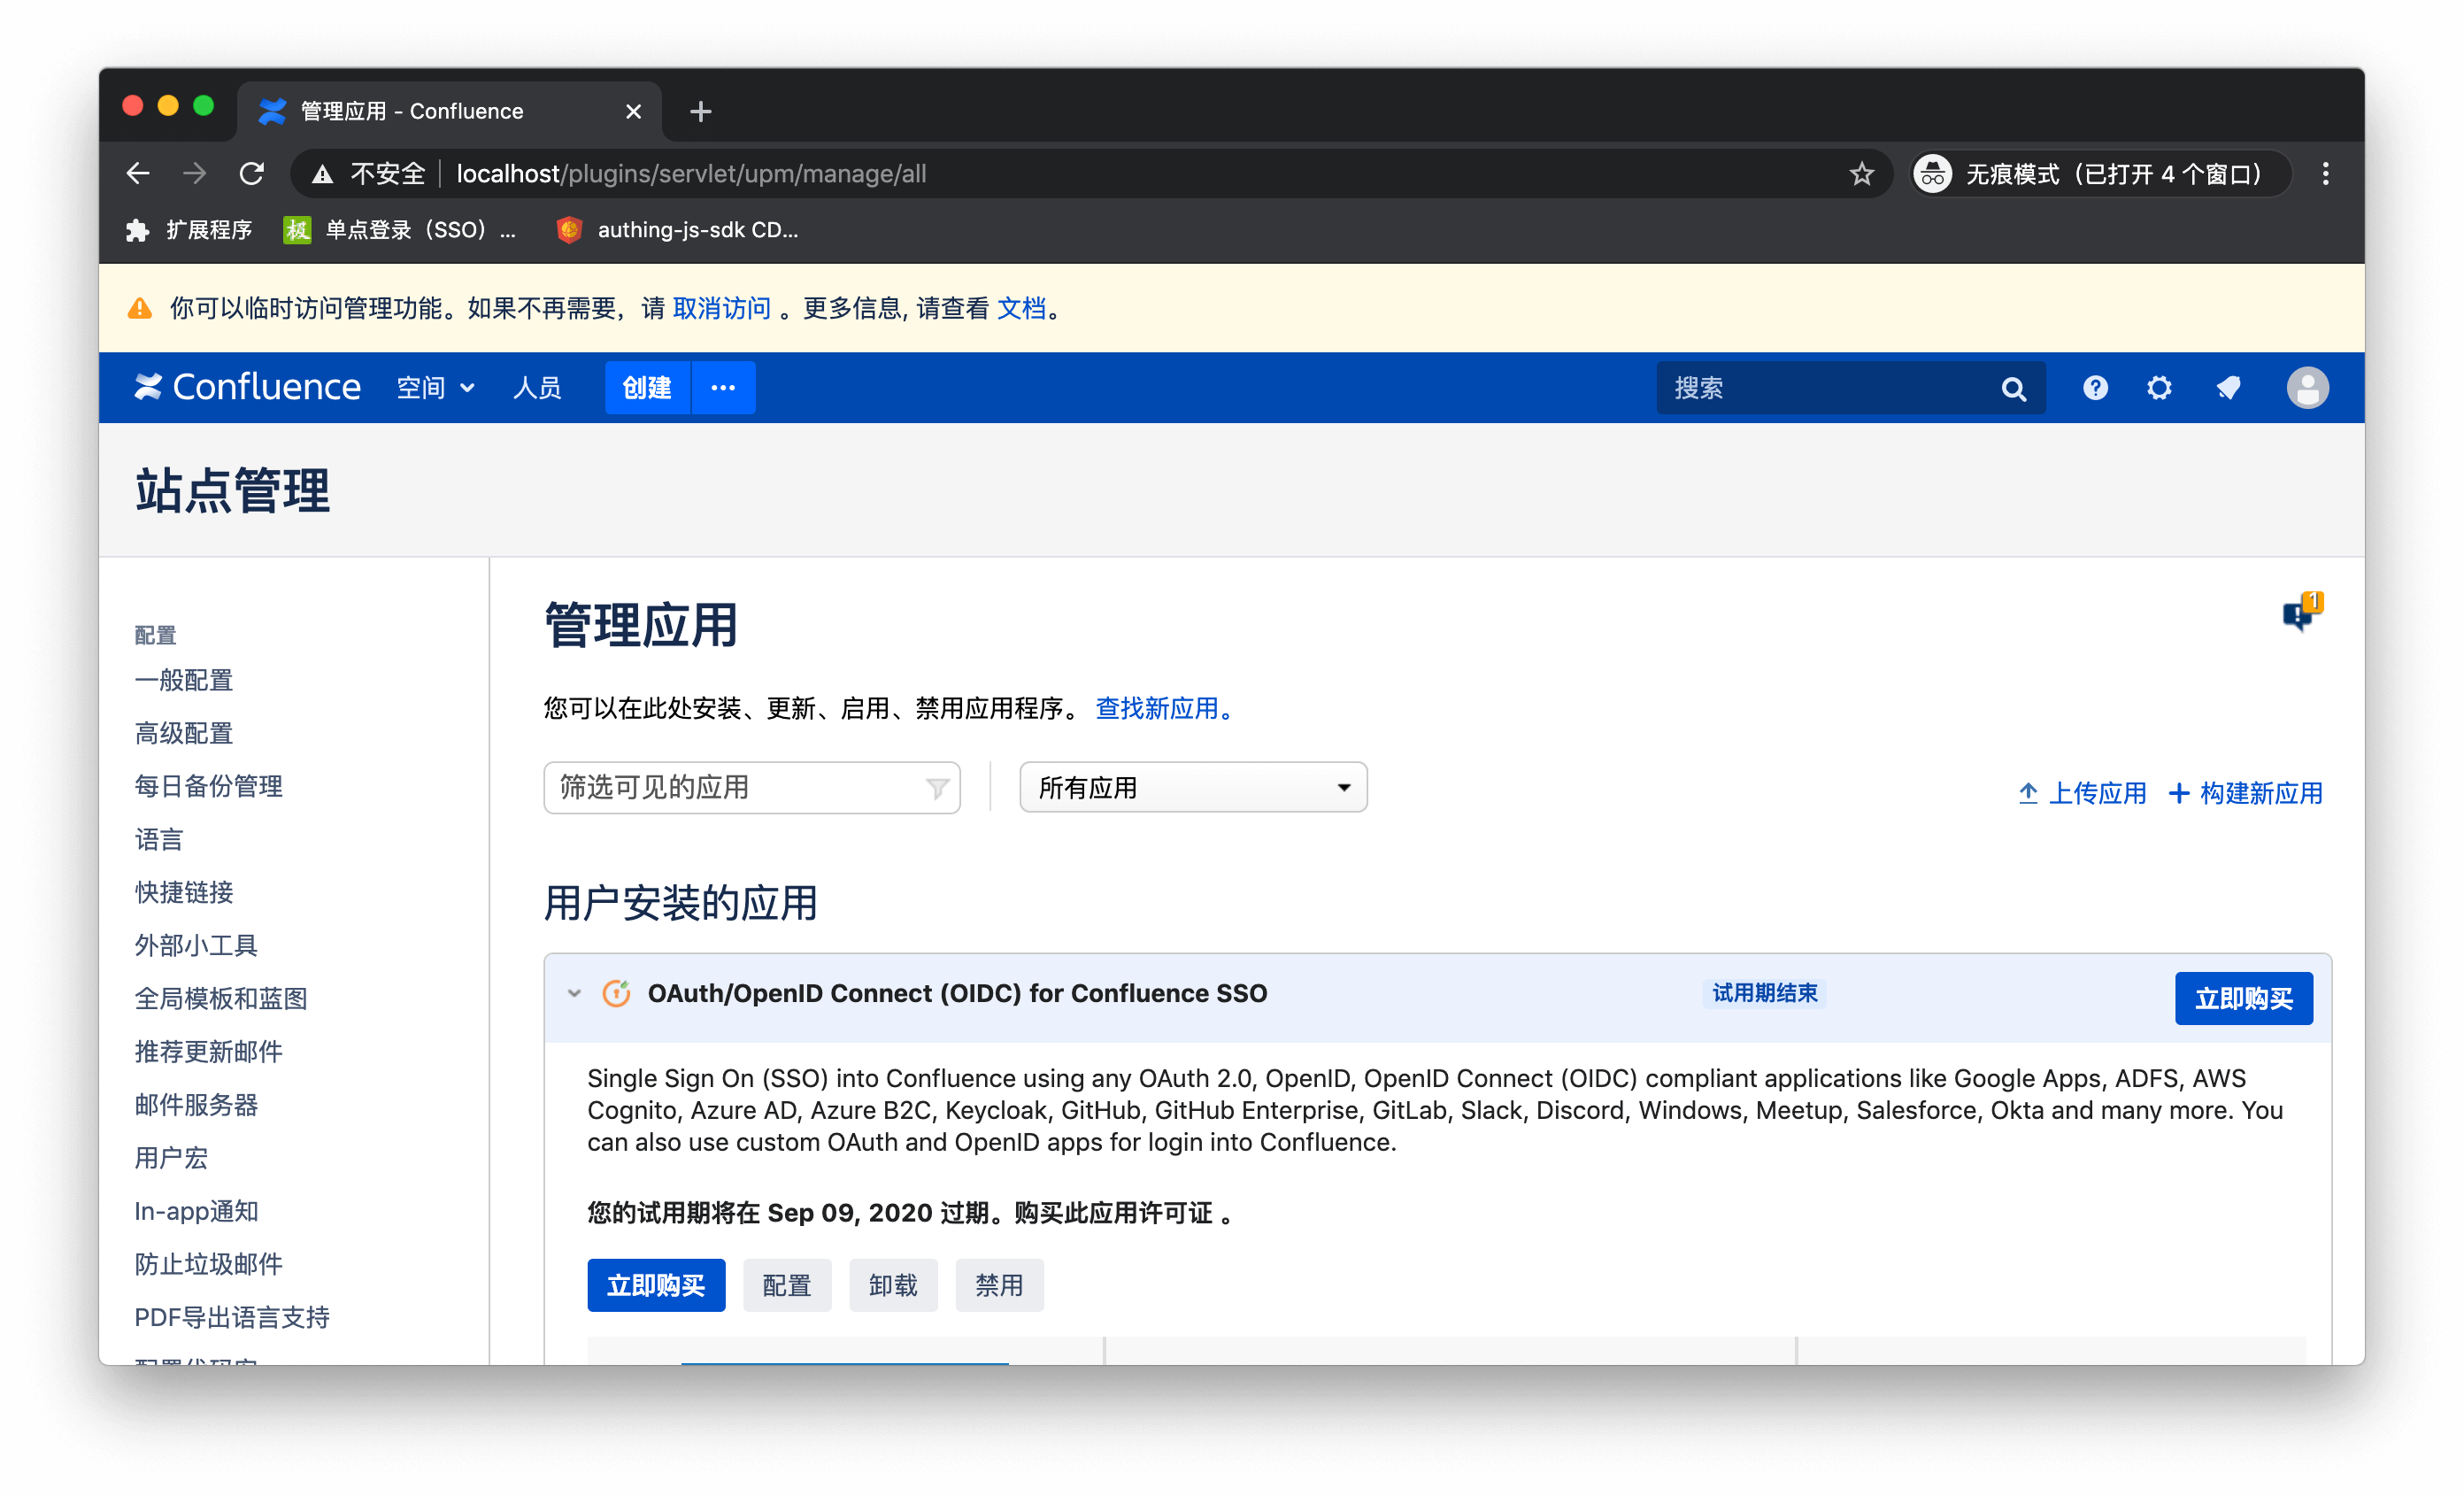 管理应用 - Confluence
不安全 localhost/plugins/servlet/upm/manage/all
无痕模式（已打开 4 个窗口）
扩展程序
极 单点登录（SSO）...
authing-js-sdk CD...
你可以临时访问管理功能。如果不再需要，请 取消访问 。更多信息, 请查看 文档。
Confluence 空间 人员 创建 ••• 搜索
站点管理
配置
一般配置
高级配置
每日备份管理
语言
快捷链接
外部小工具
全局模板和蓝图
推荐更新邮件
邮件服务器
用户宏
In-app通知
防止垃圾邮件
PDF导出语言支持
管理应用
1
您可以在此处安装、更新、启用、禁用应用程序。 查找新应用。
筛选可见的应用
所有应用
上传应用 + 构建新应用
用户安装的应用
OAuth/OpenID Connect (OIDC) for Confluence SSO
试用期结束
立即购买
Single Sign On (SSO) into Confluence using any OAuth 2.0, OpenID, OpenID Connect (OIDC) compliant applications like Google Apps, ADFS, AWS
Cognito, Azure AD, Azure B2C, Keycloak, GitHub, GitHub Enterprise, GitLab, Slack, Discord, Windows, Meetup, Salesforce, Okta and many more. You
can also use custom OAuth and OpenID apps for login into Confluence.
您的试用期将在 Sep 09, 2020 过期。购买此应用许可证 。
立即购买 配置 卸载 禁用